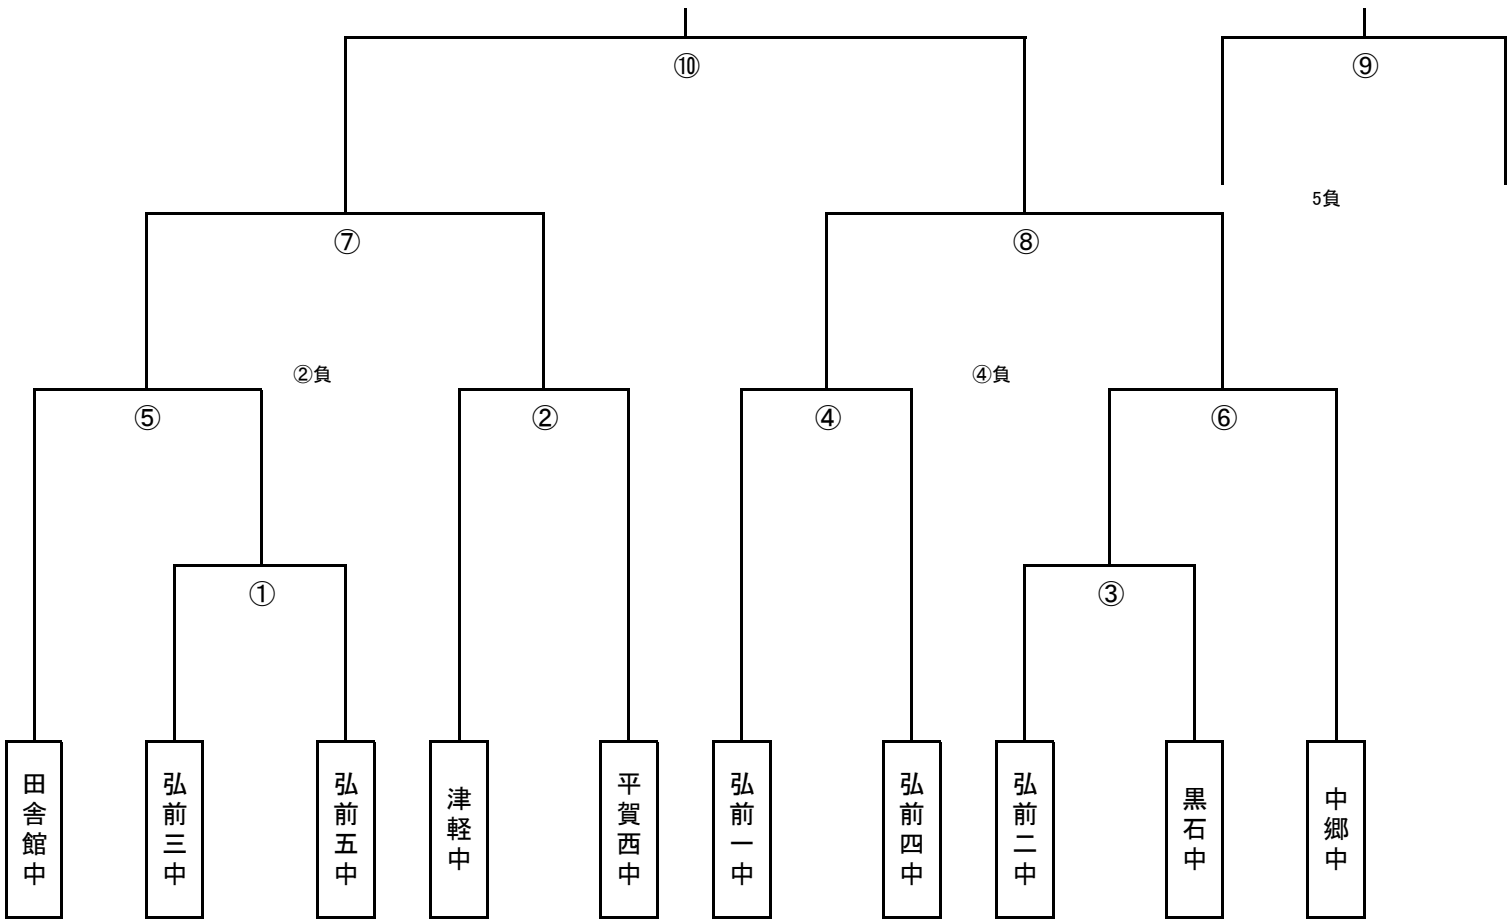 ⑩
⑨
5負
⑦
⑧
②負
④負
⑤
②
④
⑥
①
③
田舎館中
弘前三中
弘前五中
津軽中
平賀西中
弘前一中
弘前四中
弘前二中
黒石中
中郷中